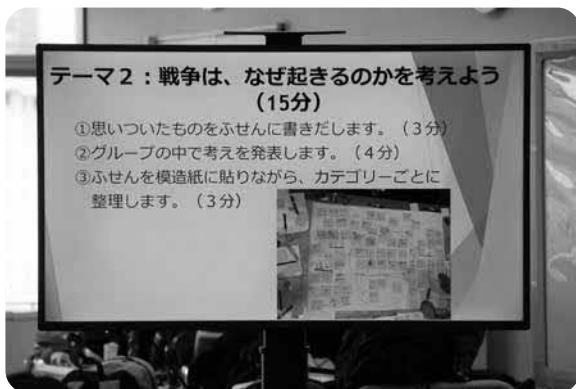 テーマ２：戦争は、なぜ起きるのかを考えよう
（15分）
①思いついたものをふせんに書きだします。（３分）
②グループの中で考えを発表します。（４分）
③ふせんを模造紙に貼りながら、カテゴリーごとに
整理します。（３分）